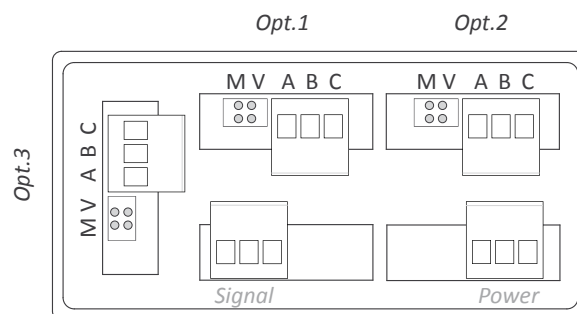 Opt.1
Opt.2
M V A B C
M V A B C
Opt.3
M V A B C
Signal
Power